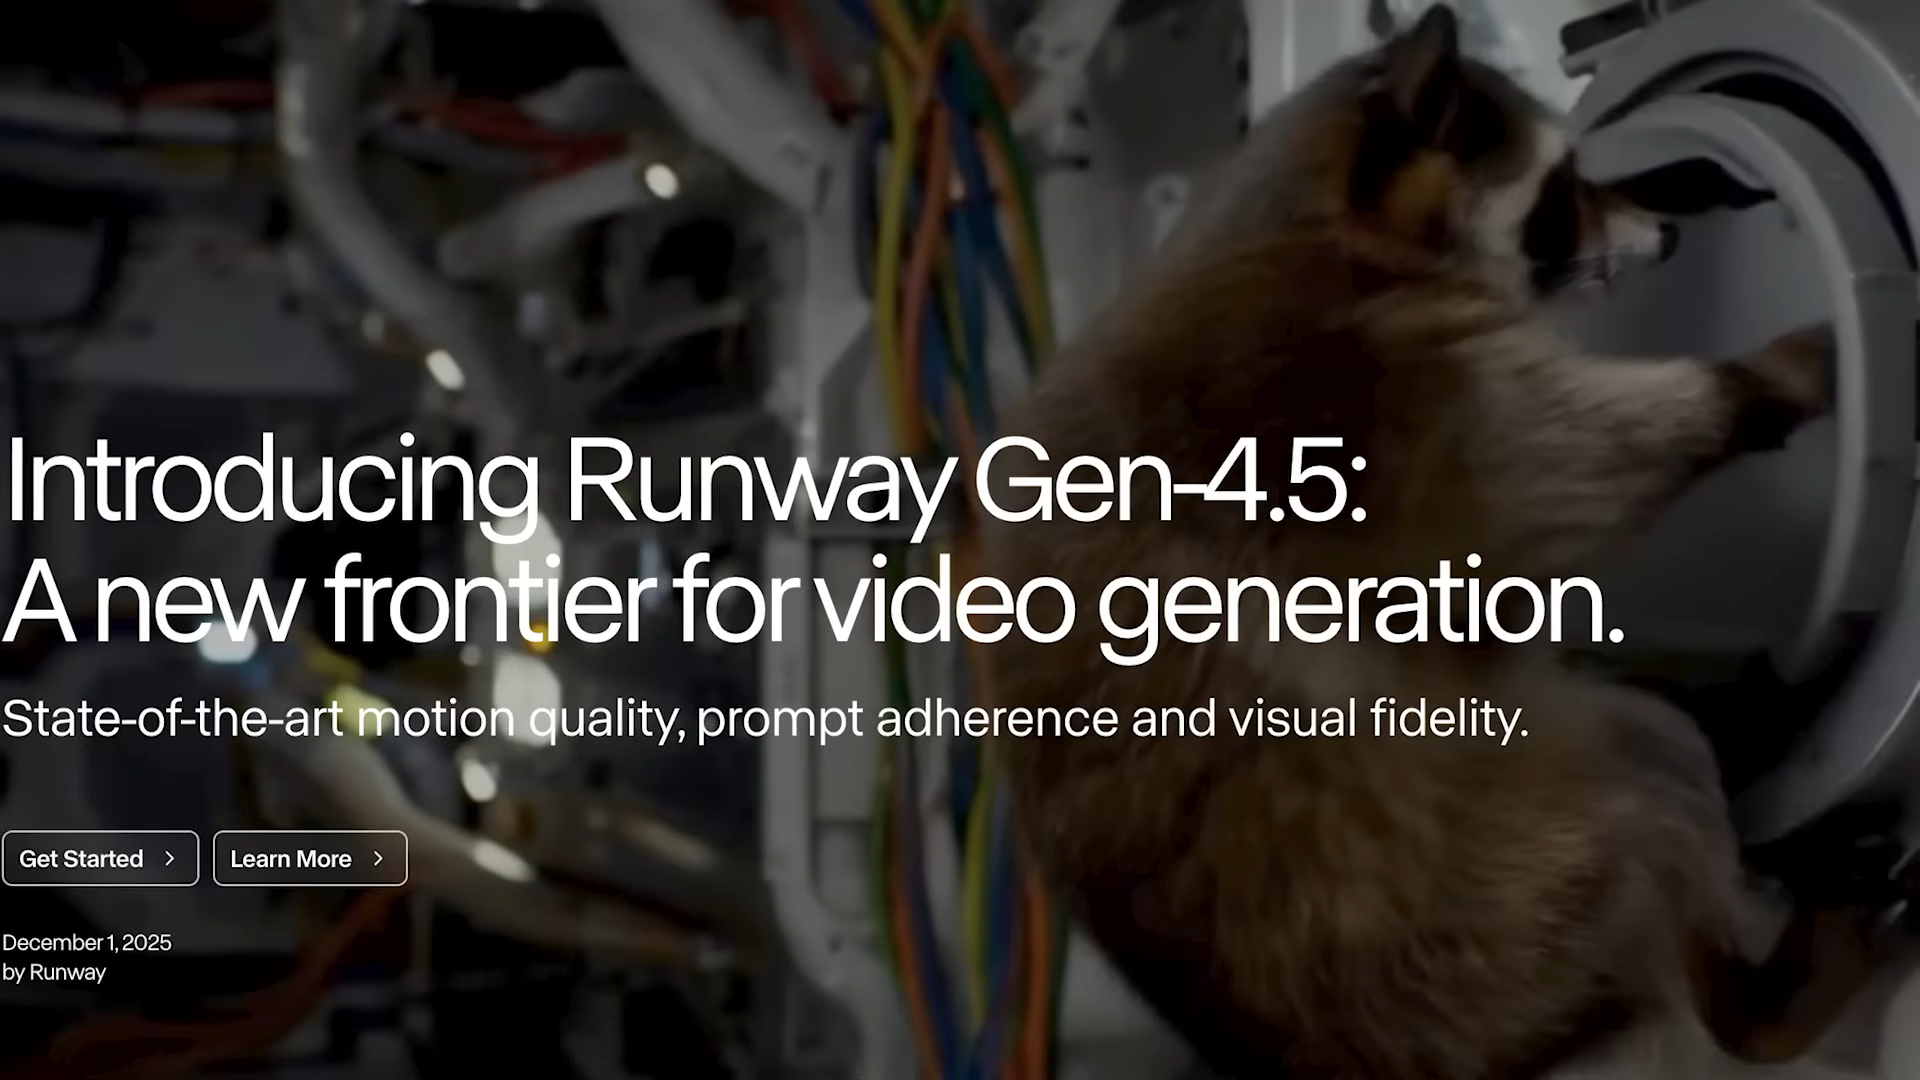 Introducing Runway Gen-4.5:
A new frontier for video generation.
State-of-the-art motion quality, prompt adherence and visual fidelity.
Get Started
Learn More
December 1, 2025
by Runway